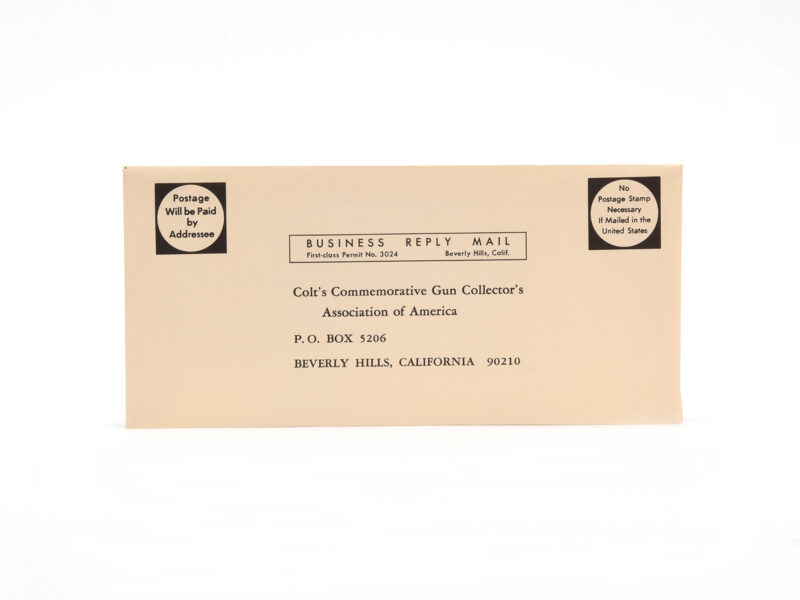 Postage
Will be Paid
by
Addressee
No
Postage Stamp
Necessary
If Mailed in the
United States
BUSINESS REPLY MAIL
First-class Permit No. 3024 Beverly Hills, Calif.
Colt's Commemorative Gun Collector's
Association of America
P. O. BOX 5206
BEVERLY HILLS, CALIFORNIA 90210